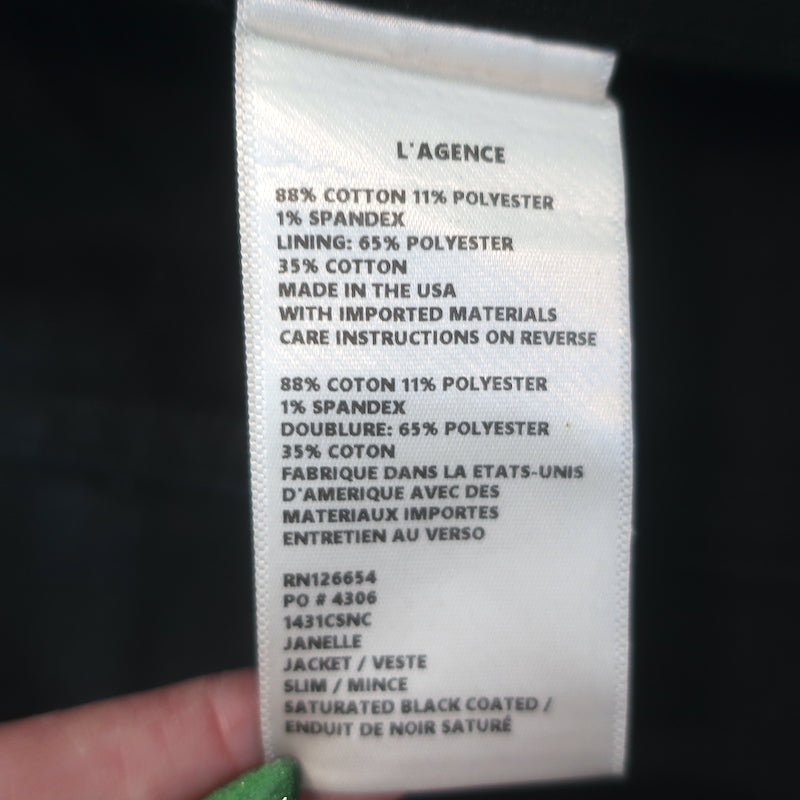 L'AGENCE
88% COTTON 11% POLYESTER
1% SPANDEX
LINING: 65% POLYESTER
35% COTTON
MADE IN THE USA
WITH IMPORTED MATERIALS
CARE INSTRUCTIONS ON REVERSE
88% COTON 11% POLYESTER
1% SPANDEX
DOUBLURE: 65% POLYESTER
35% COTON
FABRIQUE DANS LA ETATS-UNIS
D'AMERIQUE AVEC DES
MATERIAUX IMPORTES
ENTRETIEN AU VERSO
RN126654
PO # 4306
1431CSNC
JANELLE
JACKET / VESTE
SLIM / MINCE
SATURATED BLACK COATED /
ENDUIT DE NOIR SATURÉ